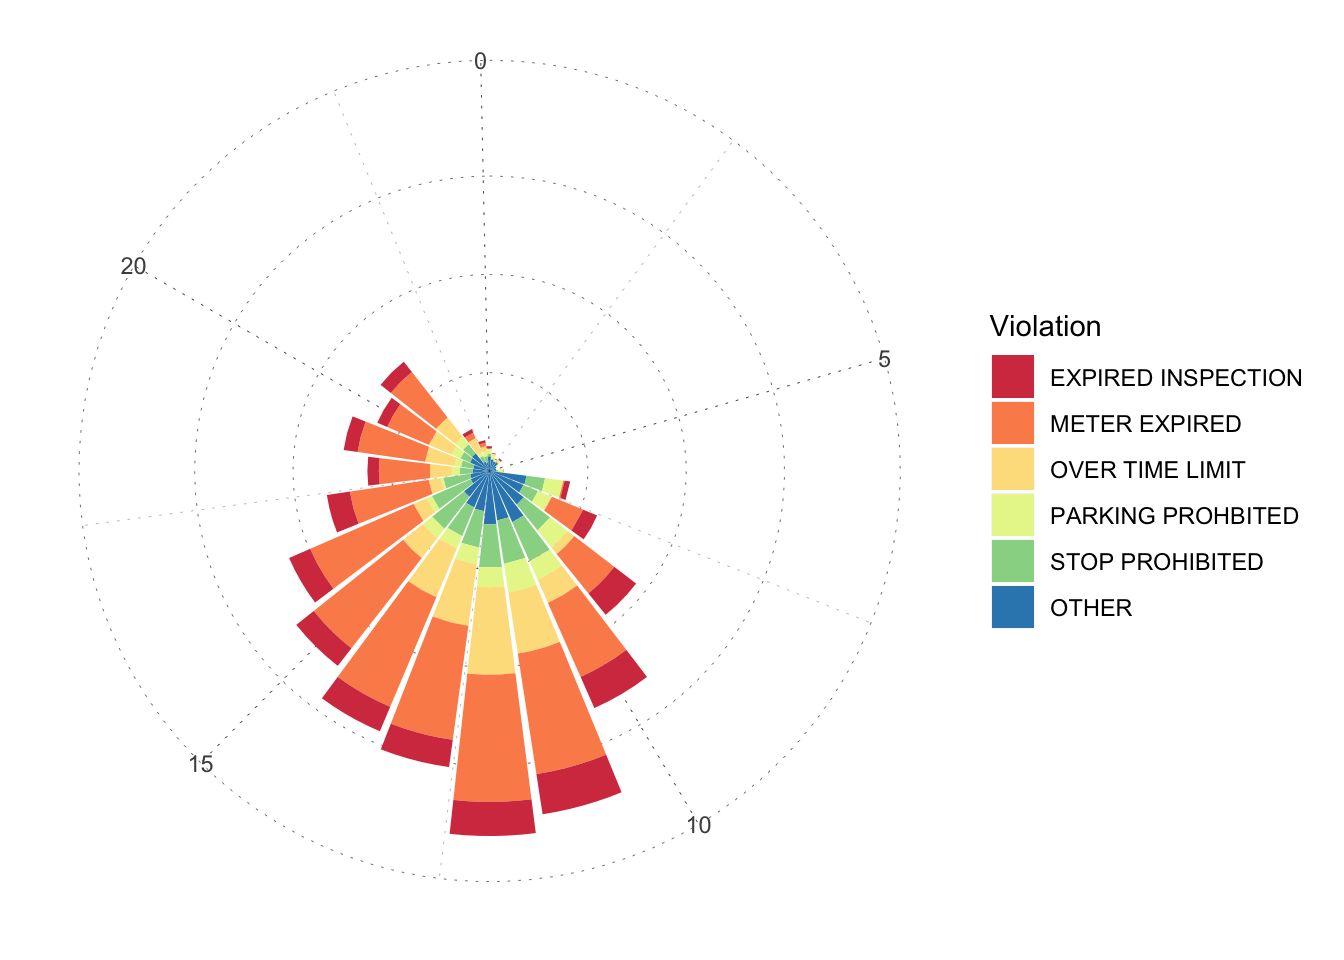 0
5
10
15
20
Violation
EXPIRED INSPECTION
METER EXPIRED
OVER TIME LIMIT
PARKING PROHBITED
STOP PROHIBITED
OTHER